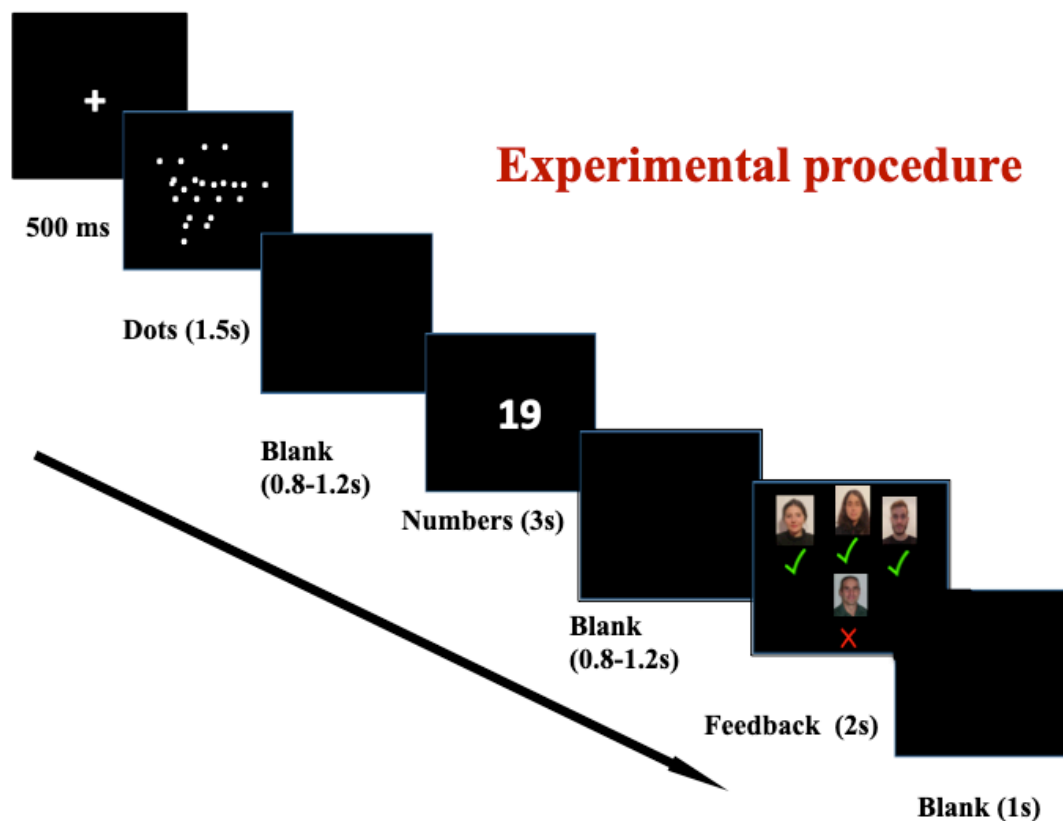 Experimental procedure
500 ms
Dots (1.5s)
Blank
(0.8-1.2s)
19
Numbers (3s)
Blank
(0.8-1.2s)
Feedback (2s)
Blank (1s)